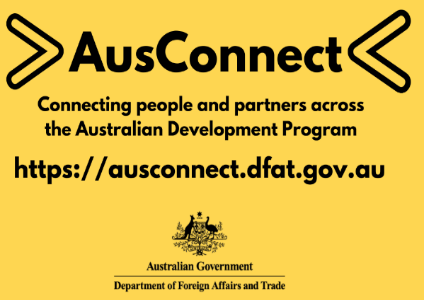 AusConnect
Connecting people and partners across
the Australian Development Program
https://ausconnect.dfat.gov.au
Australian Government
Department of Foreign Affairs and Trade